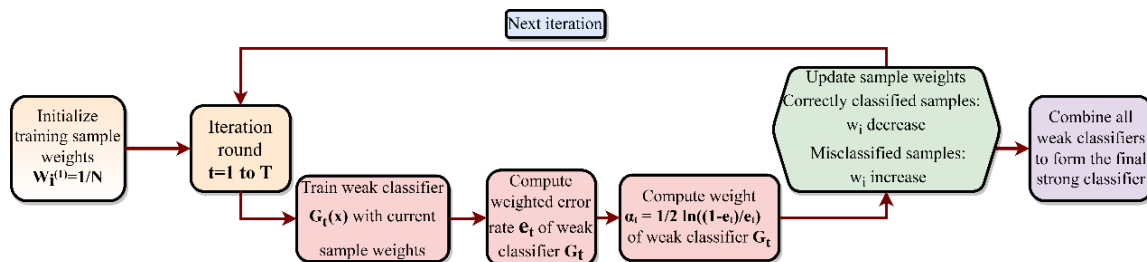 Next iteration
Initialize
training sample
weights
Wi⁽¹⁾=1/N
Iteration
round
t=1 to T
Train weak classifier
Gₜ(x) with current
sample weights
Compute
weighted error
rate eₜ of weak
classifier Gₜ
Compute weight
αₜ = 1/2 ln((1-eₜ)/eₜ)
of weak classifier Gₜ
Update sample weights
Correctly classified samples:
wᵢ decrease
Misclassified samples:
wᵢ increase
Combine all
weak classifiers
to form the final
strong classifier